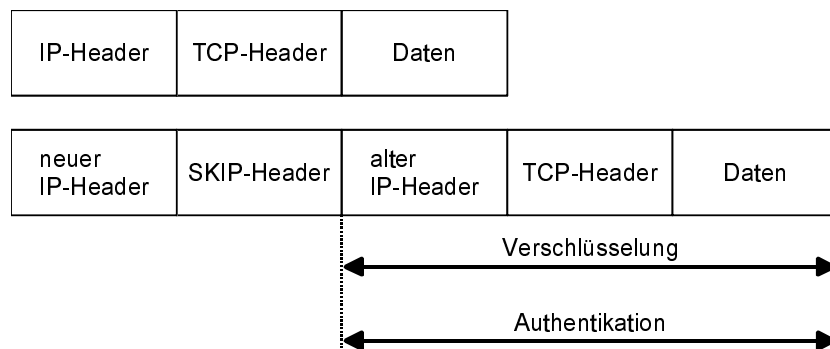 IP-Header
TCP-Header
Daten
neuer
IP-Header
SKIP-Header
alter
IP-Header
TCP-Header
Daten
Verschlüsselung
Authentikation